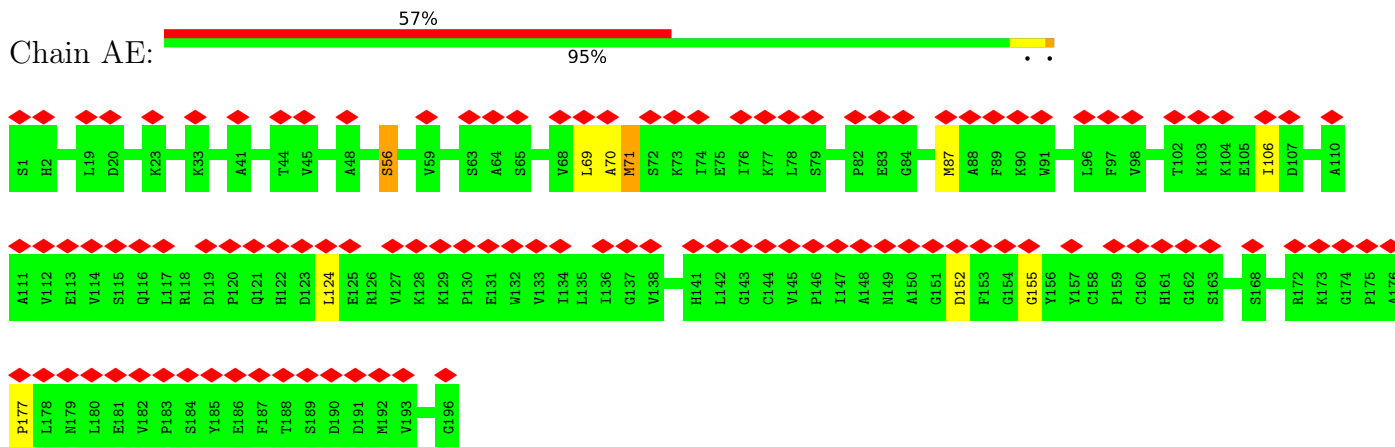 57%
Chain AE:
95%
. .
S1 H2 L19 D20 K23 K33 A41 T44 V45 A48 S56 V59 S63 A64 S65 V68 L69 A70 M71 S72 K73 I74 E75 I76 K77 L78 S79 P82 E83 G84 M87 A88 F89 K90 W91 L96 F97 V98 T102 K103 K104 E105 I106 D107 A110
A111 V112 E113 V114 S115 Q116 L117 R118 D119 P120 Q121 H122 D123 L124 E125 R126 V127 K128 K129 P130 E131 W132 V133 I134 L135 I136 G137 V138 H141 L142 G143 C144 V145 P146 I147 A148 N149 A150 G151 D152 F153 G154 G155 Y156 Y157 C158 P159 C160 H161 G162 S163 S168 R172 K173 G174 P175 A176
P177 L178 N179 L180 E181 V182 P183 S184 Y185 E186 F187 T188 S189 D190 D191 M192 V193 G196